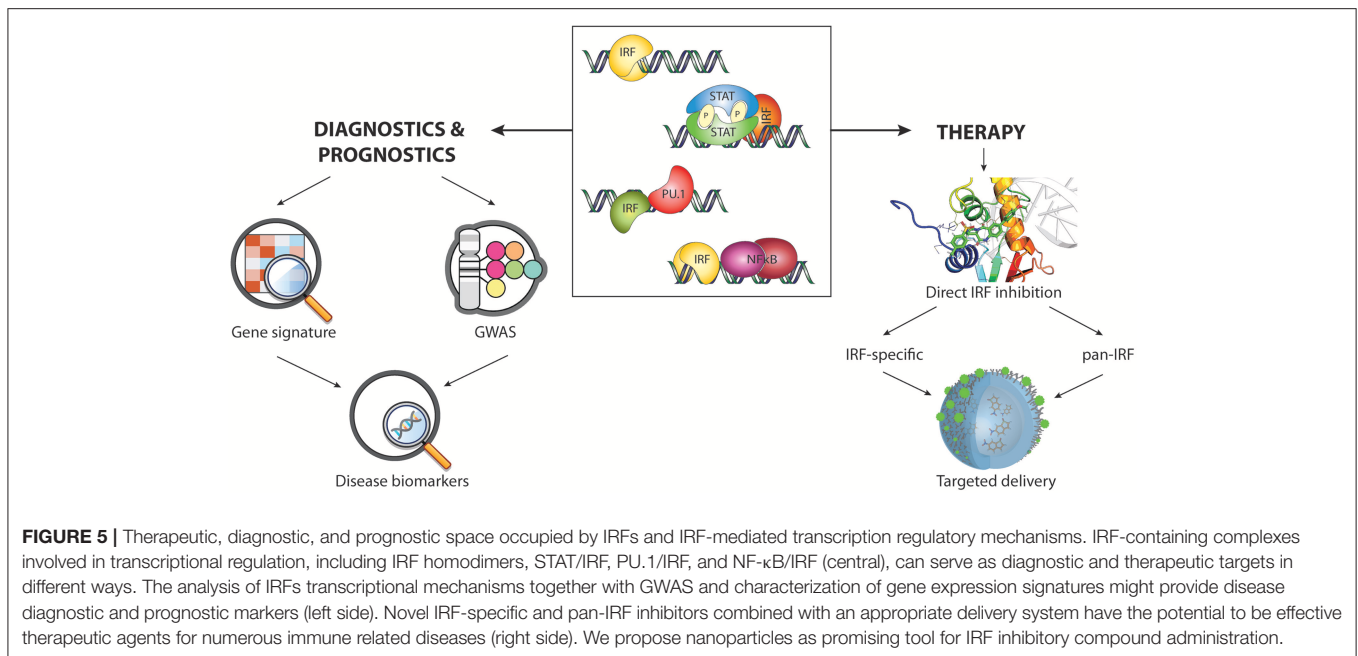 IRF
STAT
P
P
STAT
IRF
PU.1
IRF
IRF
NFκB
DIAGNOSTICS &
PROGNOSTICS
Gene signature
GWAS
Disease biomarkers
THERAPY
Direct IRF inhibition
IRF-specific
pan-IRF
Targeted delivery
FIGURE 5 | Therapeutic, diagnostic, and prognostic space occupied by IRFs and IRF-mediated transcription regulatory mechanisms. IRF-containing complexes
involved in transcriptional regulation, including IRF homodimers, STAT/IRF, PU.1/IRF, and NF-κB/IRF (central), can serve as diagnostic and therapeutic targets in
different ways. The analysis of IRFs transcriptional mechanisms together with GWAS and characterization of gene expression signatures might provide disease
diagnostic and prognostic markers (left side). Novel IRF-specific and pan-IRF inhibitors combined with an appropriate delivery system have the potential to be effective
therapeutic agents for numerous immune related diseases (right side). We propose nanoparticles as promising tool for IRF inhibitory compound administration.